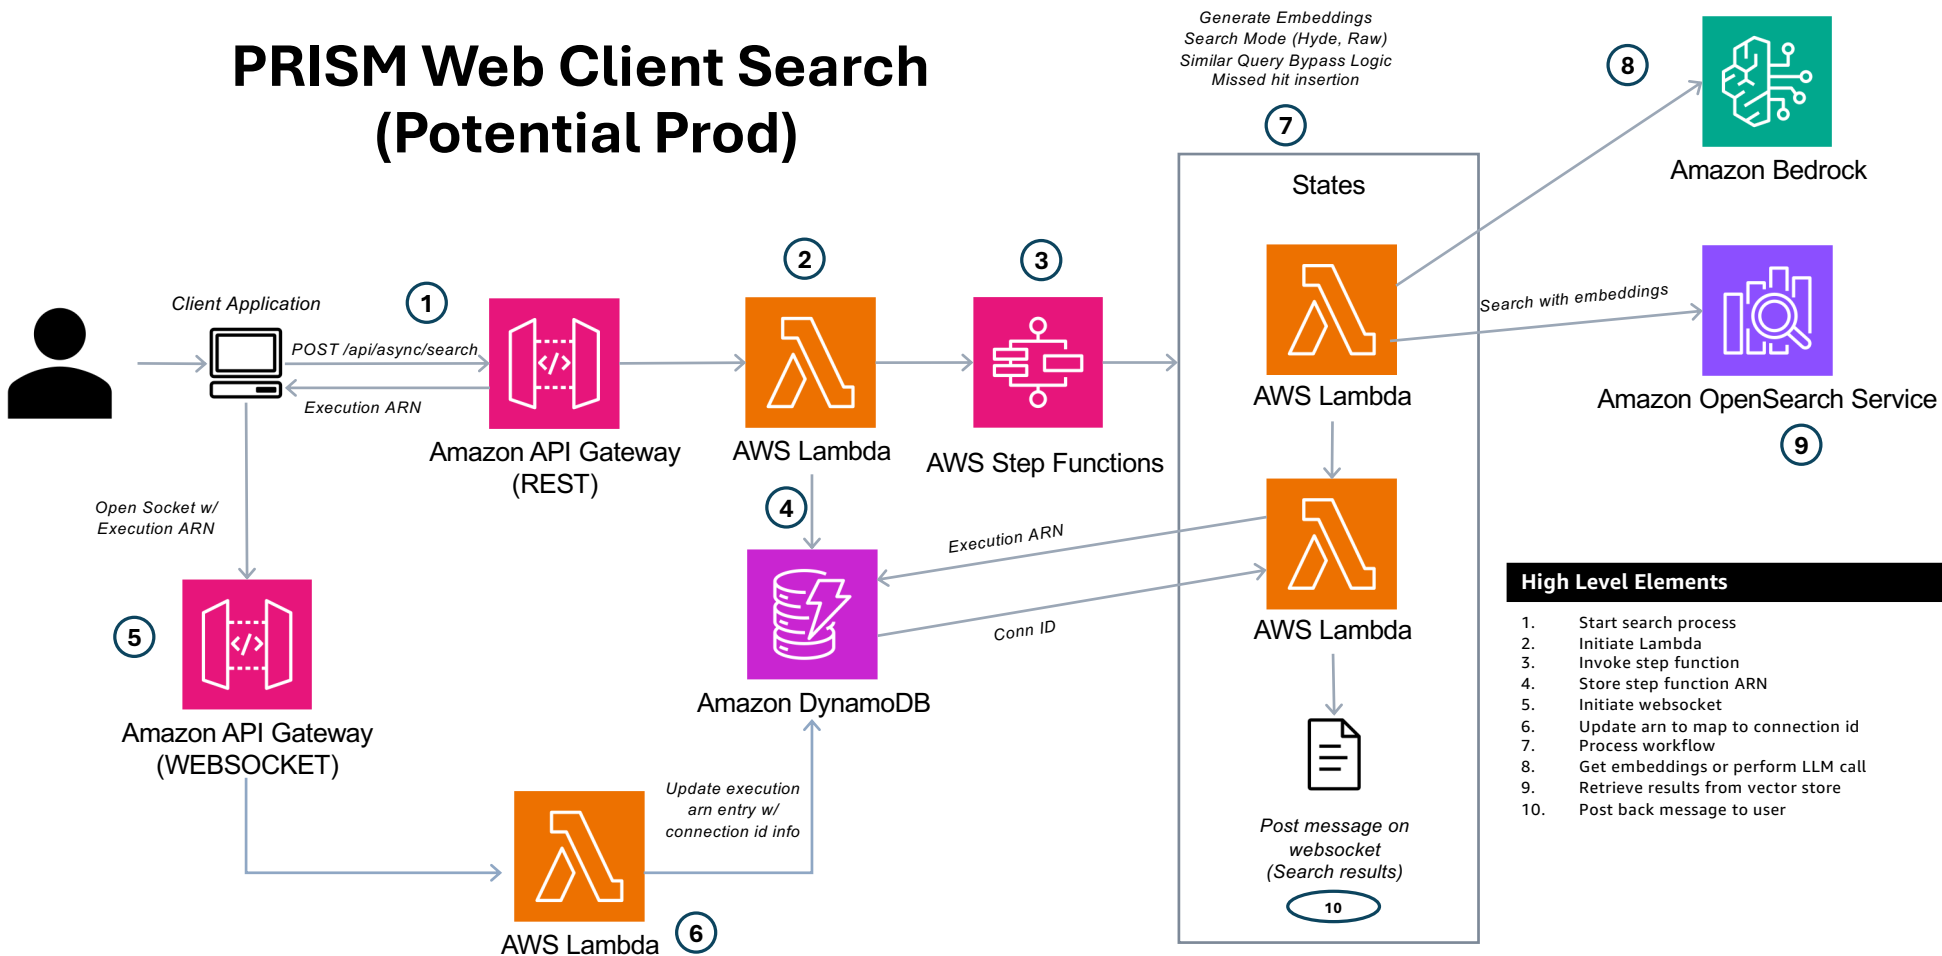 PRISM Web Client Search
(Potential Prod)
Generate Embeddings
Search Mode (Hyde, Raw)
Similar Query Bypass Logic
Missed hit insertion
7
8
Amazon Bedrock
States
2
3
Client Application
1
POST /api/async/search
Execution ARN
Amazon API Gateway
(REST)
AWS Lambda
AWS Step Functions
AWS Lambda
Search with embeddings
Amazon OpenSearch Service
9
Open Socket w/
Execution ARN
4
Execution ARN
Conn ID
AWS Lambda
5
Amazon API Gateway
(WEBSOCKET)
Amazon DynamoDB
Update execution
arn entry w/
connection id info
AWS Lambda
6
Post message on
websocket
(Search results)
10
High Level Elements
1. Start search process
2. Initiate Lambda
3. Invoke step function
4. Store step function ARN
5. Initiate websocket
6. Update arn to map to connection id
7. Process workflow
8. Get embeddings or perform LLM call
9. Retrieve results from vector store
10. Post back message to user